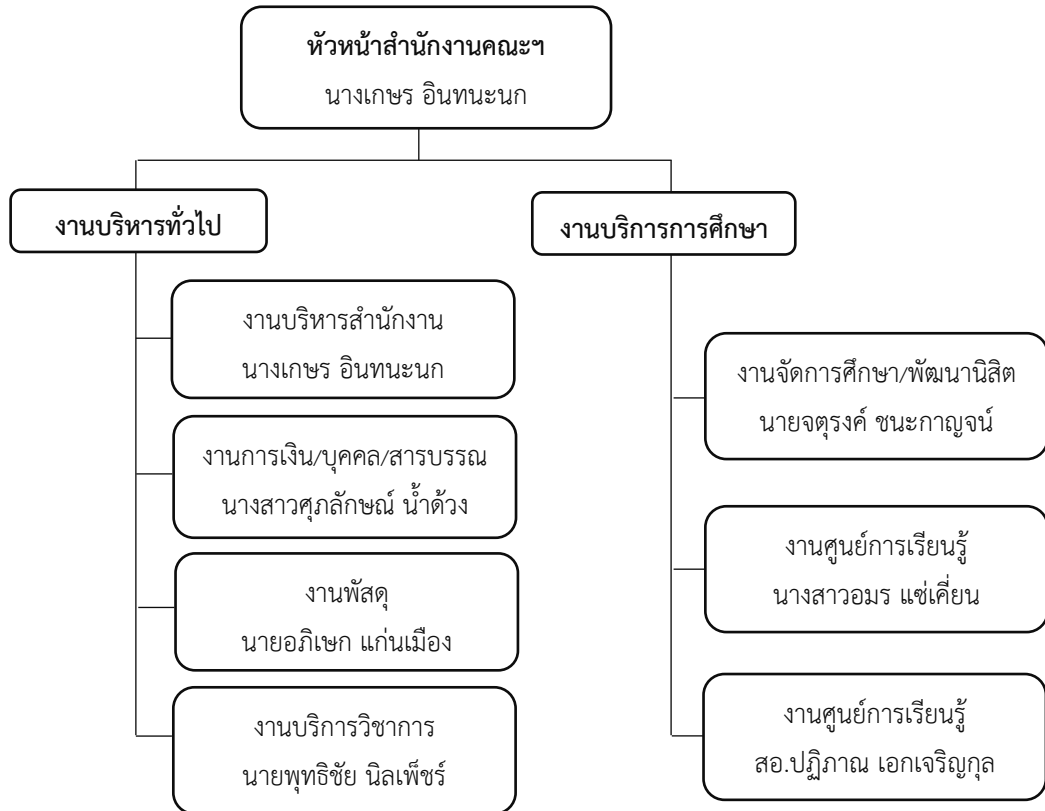 หัวหน้าสำนักงานคณะฯ
นางเกษร อินทนะนก
งานบริหารทั่วไป
งานบริหารสำนักงาน
นางเกษร อินทนะนก
งานการเงิน/บุคคล/สารบรรณ
นางสาวศุภลักษณ์ น้ำด้วง
งานพัสดุ
นายอภิเษก แก่นเมือง
งานบริการวิชาการ
นายพุทธิชัย นิลเพ็ชร์
งานบริการการศึกษา
งานจัดการศึกษา/พัฒนานิสิต
นายจตุรงค์ ชนะกาญจน์
งานศูนย์การเรียนรู้
นางสาวอมร แซ่เคี่ยน
งานศูนย์การเรียนรู้
สอ.ปฏิภาณ เอกเจริญกุล